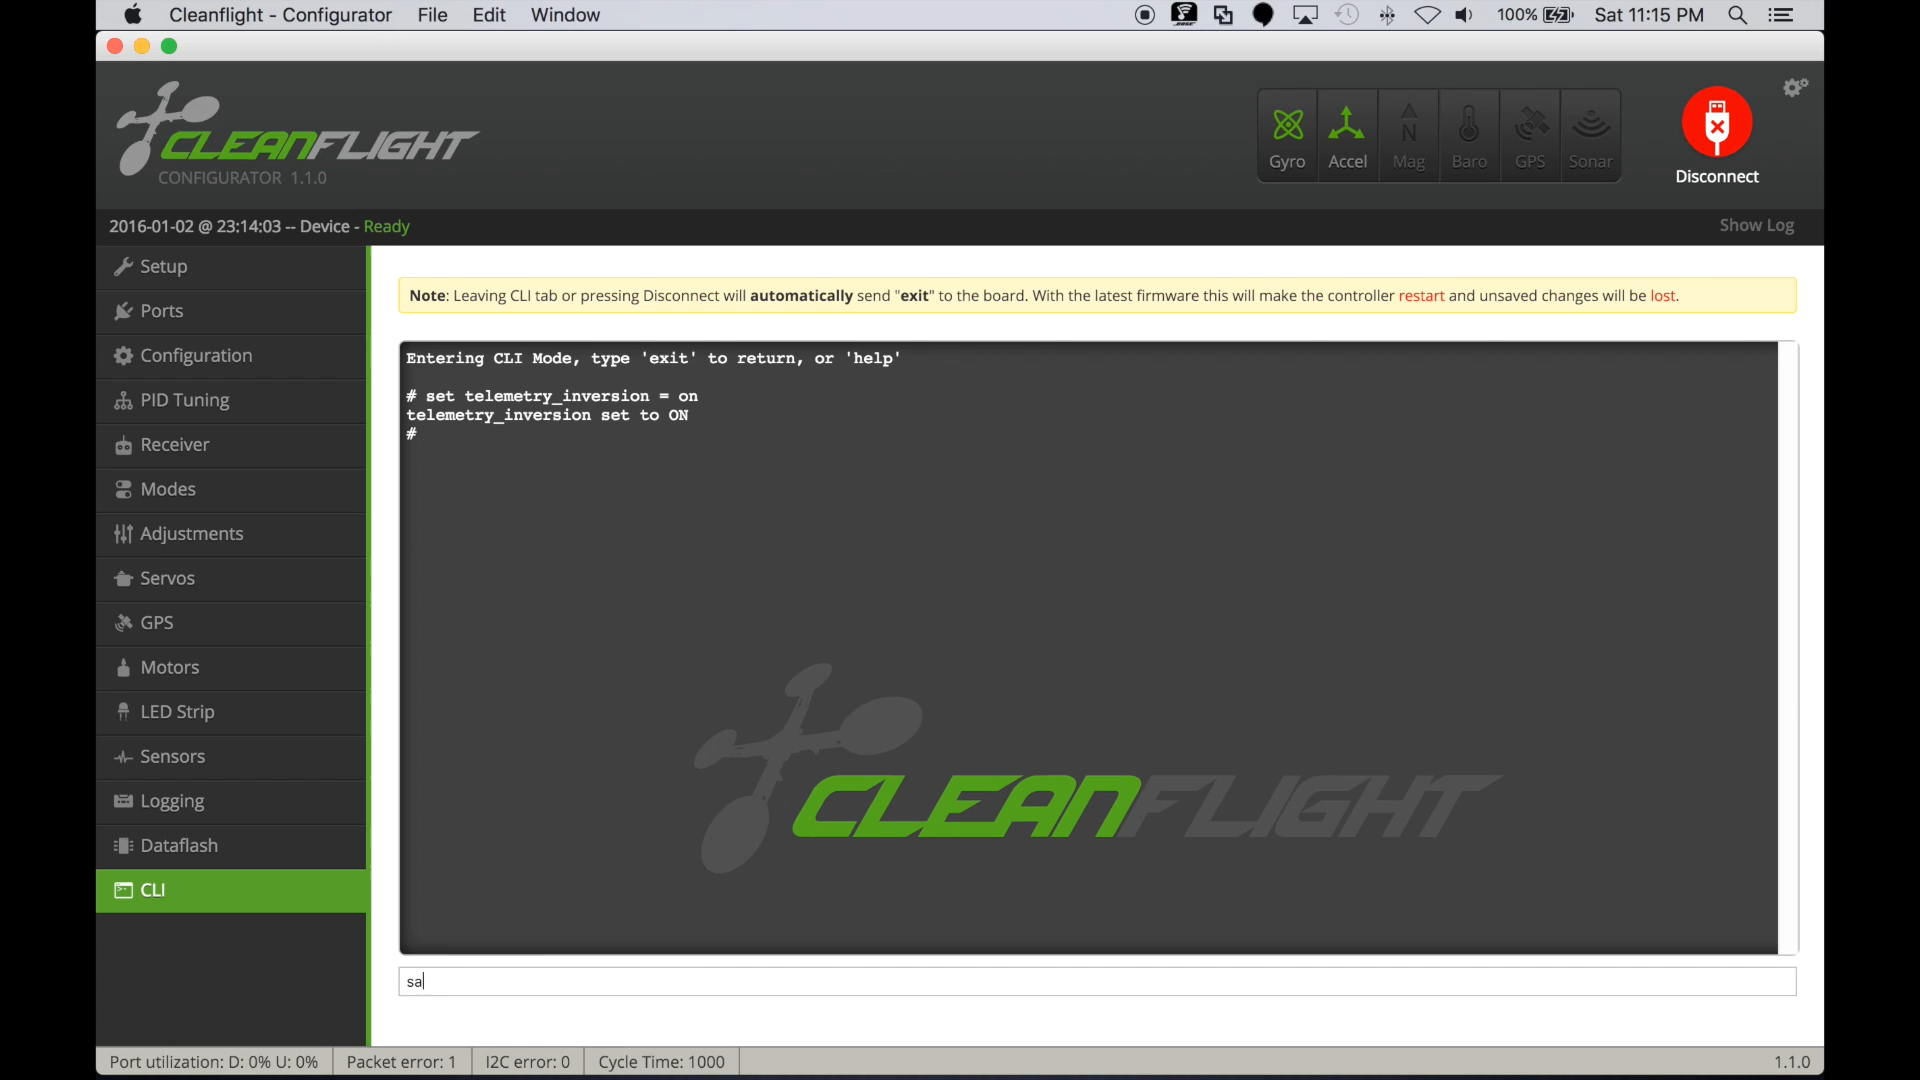 Cleanflight - Configurator File Edit Window 100% Sat 11:15 PM
CLEANFLIGHT
CONFIGURATOR 1.1.0
Gyro Accel Mag Baro GPS Sonar
Disconnect
2016-01-02 @ 23:14:03 -- Device - Ready
Show Log
Setup
Ports
Configuration
PID Tuning
Receiver
Modes
Adjustments
Servos
GPS
Motors
LED Strip
Sensors
Logging
Dataflash
CLI
Note: Leaving CLI tab or pressing Disconnect will automatically send "exit" to the board. With the latest firmware this will make the controller restart and unsaved changes will be lost.
Entering CLI Mode, type 'exit' to return, or 'help'
# set telemetry_inversion = on
telemetry_inversion set to ON
#
CLEANFLIGHT
sa
Port utilization: D: 0% U: 0% Packet error: 1 I2C error: 0 Cycle Time: 1000 1.1.0